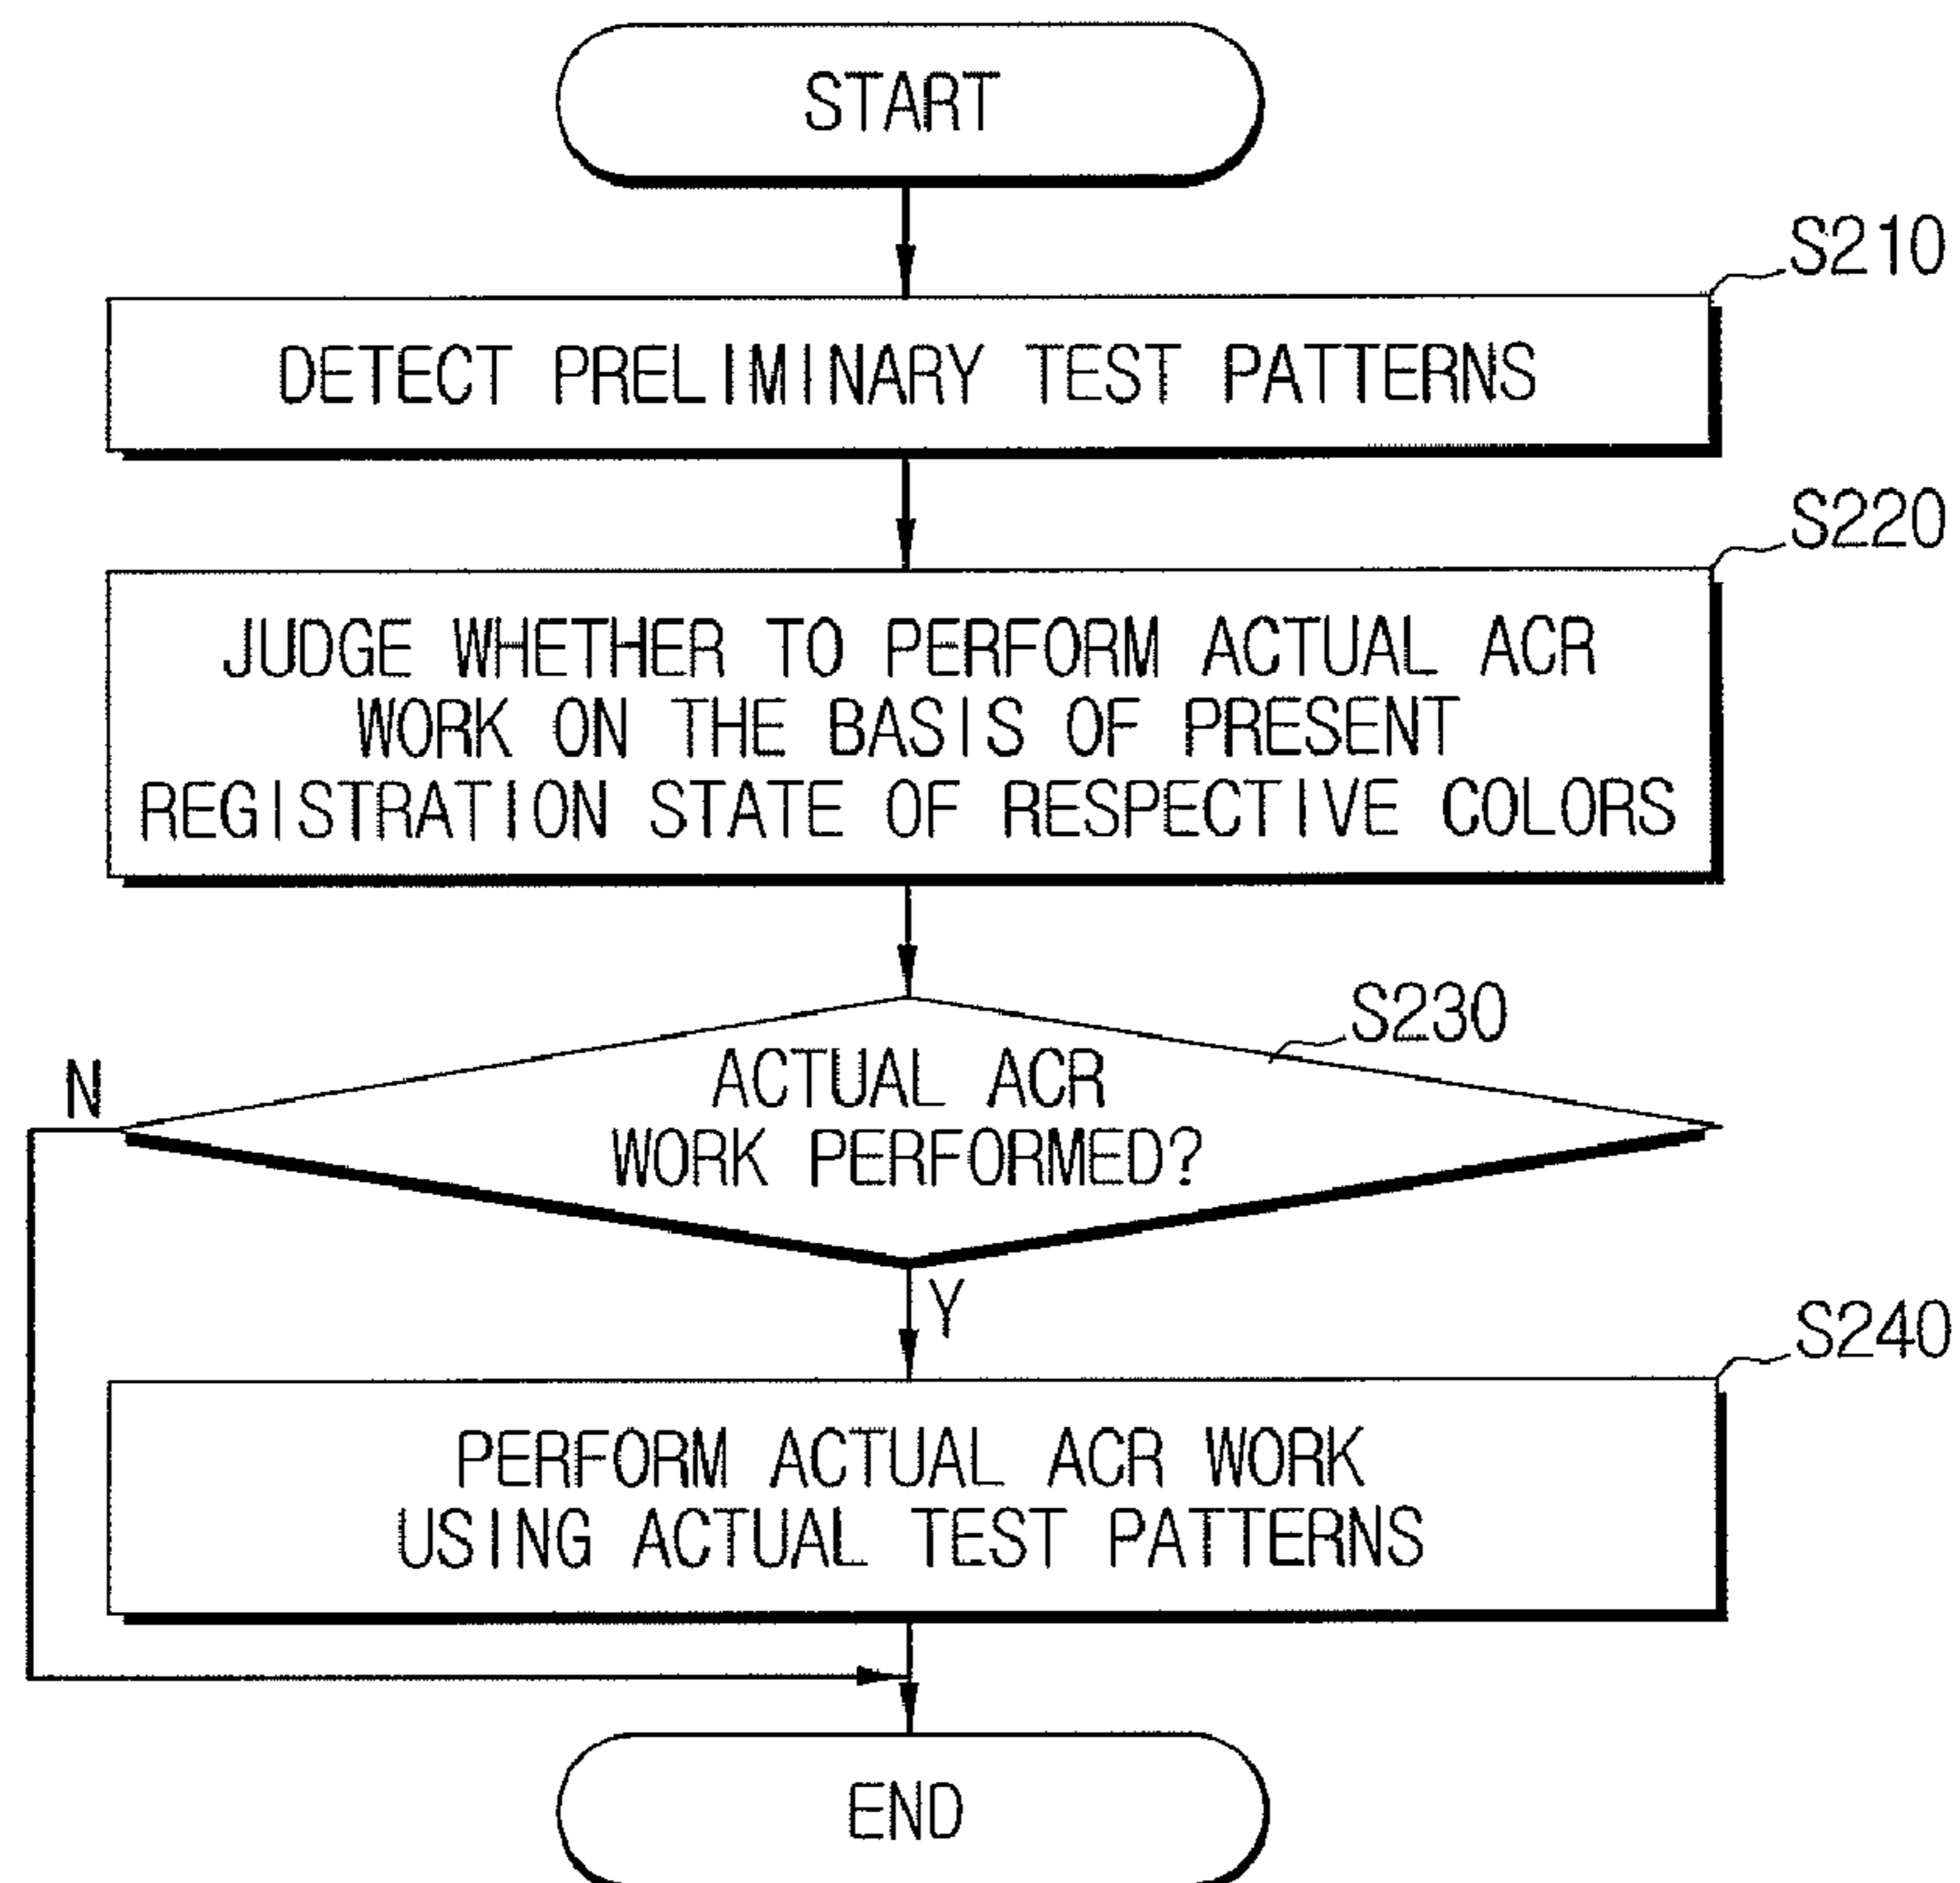 START
S210
DETECT PRELIMINARY TEST PATTERNS
S220
JUDGE WHETHER TO PERFORM ACTUAL ACR
WORK ON THE BASIS OF PRESENT
REGISTRATION STATE OF RESPECTIVE COLORS
S230
N
ACTUAL ACR
WORK PERFORMED?
Y
S240
PERFORM ACTUAL ACR WORK
USING ACTUAL TEST PATTERNS
END